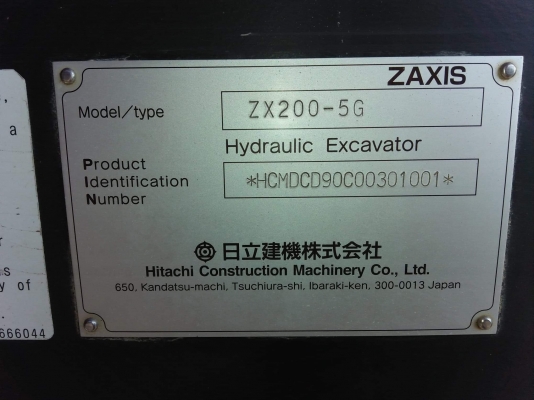 ZAXIS
Model/type ZX200-5G
Hydraulic Excavator
Product
Identification
Number
*HCMDCD90C00301001*
日立建機株式会社
Hitachi Construction Machinery Co., Ltd.
650, Kandatsu-machi, Tsuchiura-shi, Ibaraki-ken, 300-0013 Japan
a
y of
666044